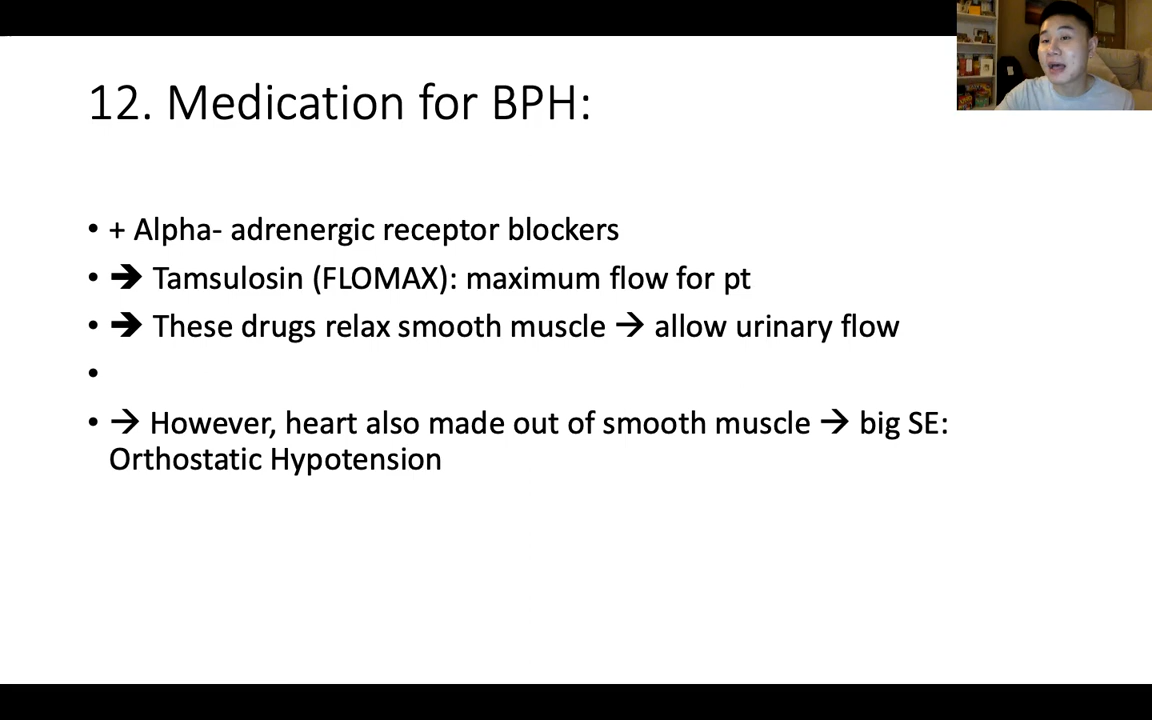 12. Medication for BPH:
• + Alpha- adrenergic receptor blockers
• ➔ Tamsulosin (FLOMAX): maximum flow for pt
• ➔ These drugs relax smooth muscle → allow urinary flow
•
• → However, heart also made out of smooth muscle → big SE:
Orthostatic Hypotension